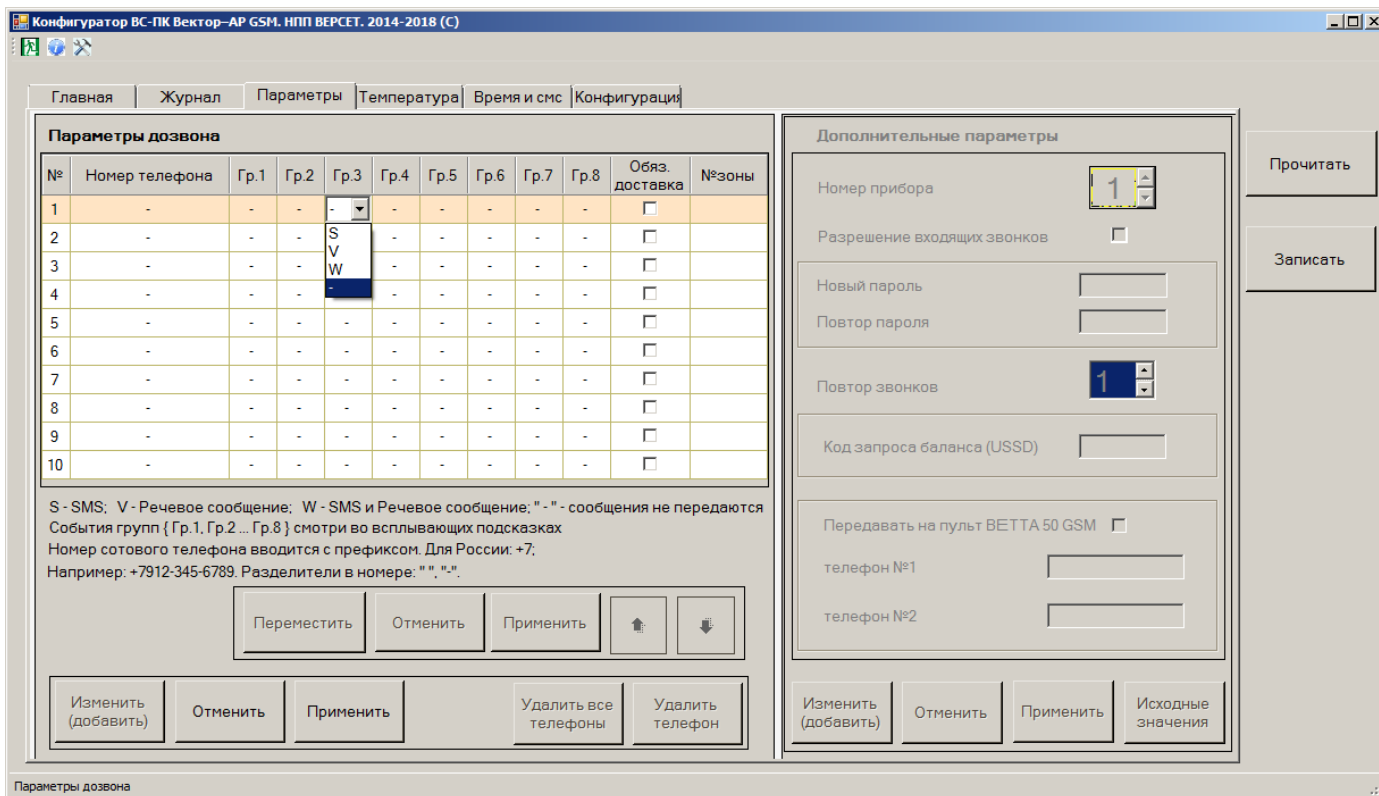 Конфигуратор ВС-ПК Вектор–АР GSM. НПП ВЕРСЕТ. 2014-2018 (C)
Главная Журнал Параметры Температура Время и смс Конфигурация
Параметры дозвона
№ Номер телефона Гр.1 Гр.2 Гр.3 Гр.4 Гр.5 Гр.6 Гр.7 Гр.8 Обяз. доставка №зоны
1 - - - - - - - - -
2 - - - S - - - - -
V
3 - - - W - - - - -
4 - - - - - - - - -
5 - - - - - - - - -
6 - - - - - - - - -
7 - - - - - - - - -
8 - - - - - - - - -
9 - - - - - - - - -
10 - - - - - - - - -
S - SMS; V - Речевое сообщение; W - SMS и Речевое сообщение; " - " - сообщения не передаются
События групп { Гр.1, Гр.2 ... Гр.8 } смотри во всплывающих подсказках
Номер сотового телефона вводится с префиксом. Для России: +7;
Например: +7912-345-6789. Разделители в номере: " ", "-".
Переместить Отменить Применить
Изменить (добавить) Отменить Применить Удалить все телефоны Удалить телефон
Дополнительные параметры
Номер прибора 1
Разрешение входящих звонков
Новый пароль
Повтор пароля
Повтор звонков 1
Код запроса баланса (USSD)
Передавать на пульт ВЕТТА 50 GSM
телефон №1
телефон №2
Изменить (добавить) Отменить Применить Исходные значения
Прочитать
Записать
Параметры дозвона